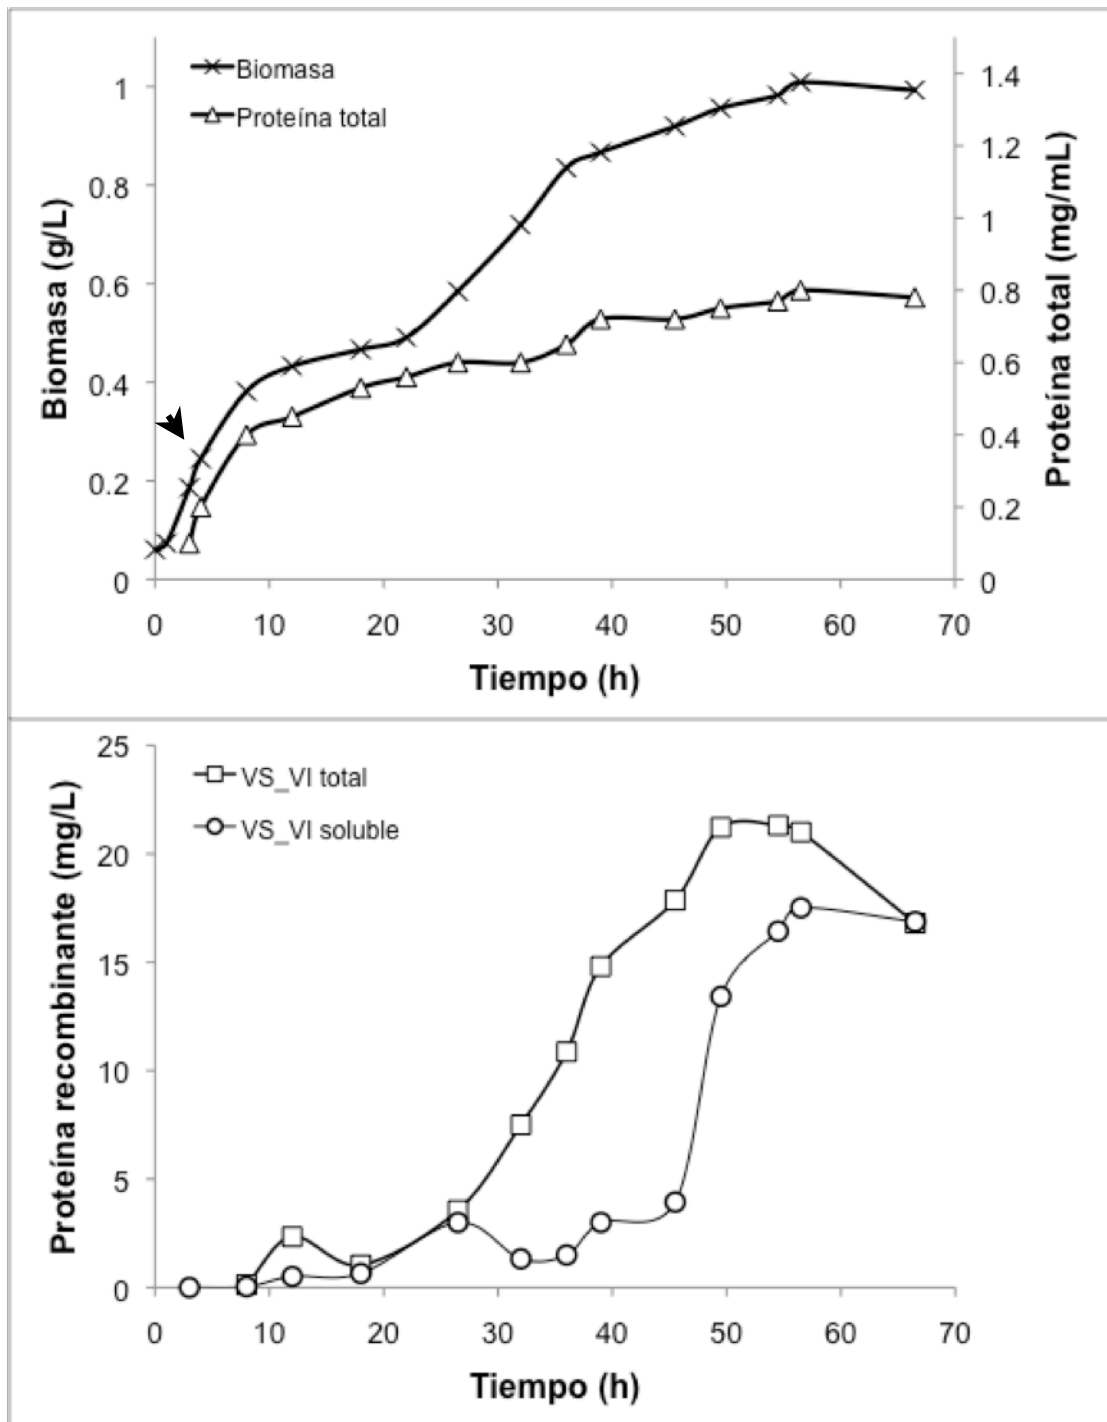 Biomasa
Proteína total
Biomasa (g/L)
1
0.8
0.6
0.4
0.2
0
Proteína total (mg/mL)
1.4
1.2
1
0.8
0.6
0.4
0.2
0
0 10 20 30 40 50 60 70
Tiempo (h)
VS_VI total
VS_VI soluble
Proteína recombinante (mg/L)
25
20
15
10
5
0
0 10 20 30 40 50 60 70
Tiempo (h)